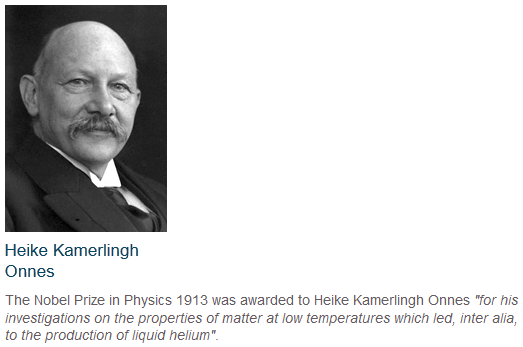 Heike Kamerlingh
Onnes
The Nobel Prize in Physics 1913 was awarded to Heike Kamerlingh Onnes "for his
investigations on the properties of matter at low temperatures which led, inter alia,
to the production of liquid helium".